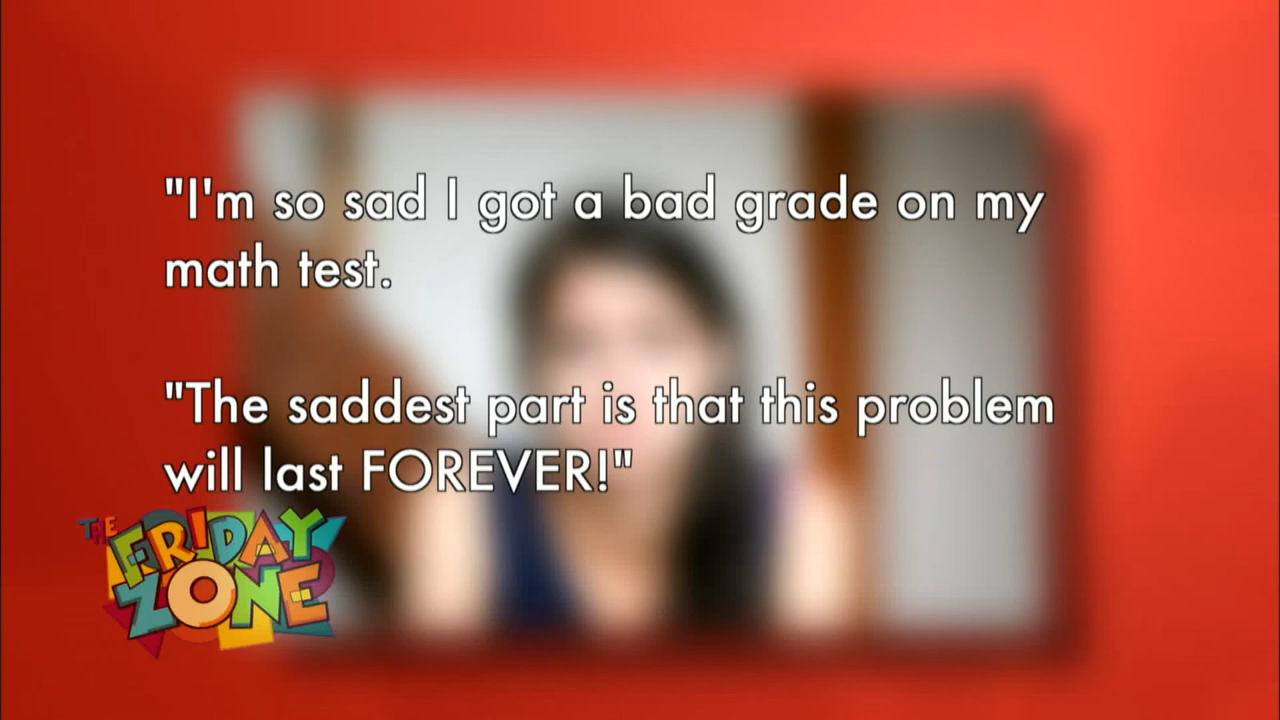 "I'm so sad I got a bad grade on my
math test.
"The saddest part is that this problem
will last FOREVER!"
THE
FRIDAY
ZONE